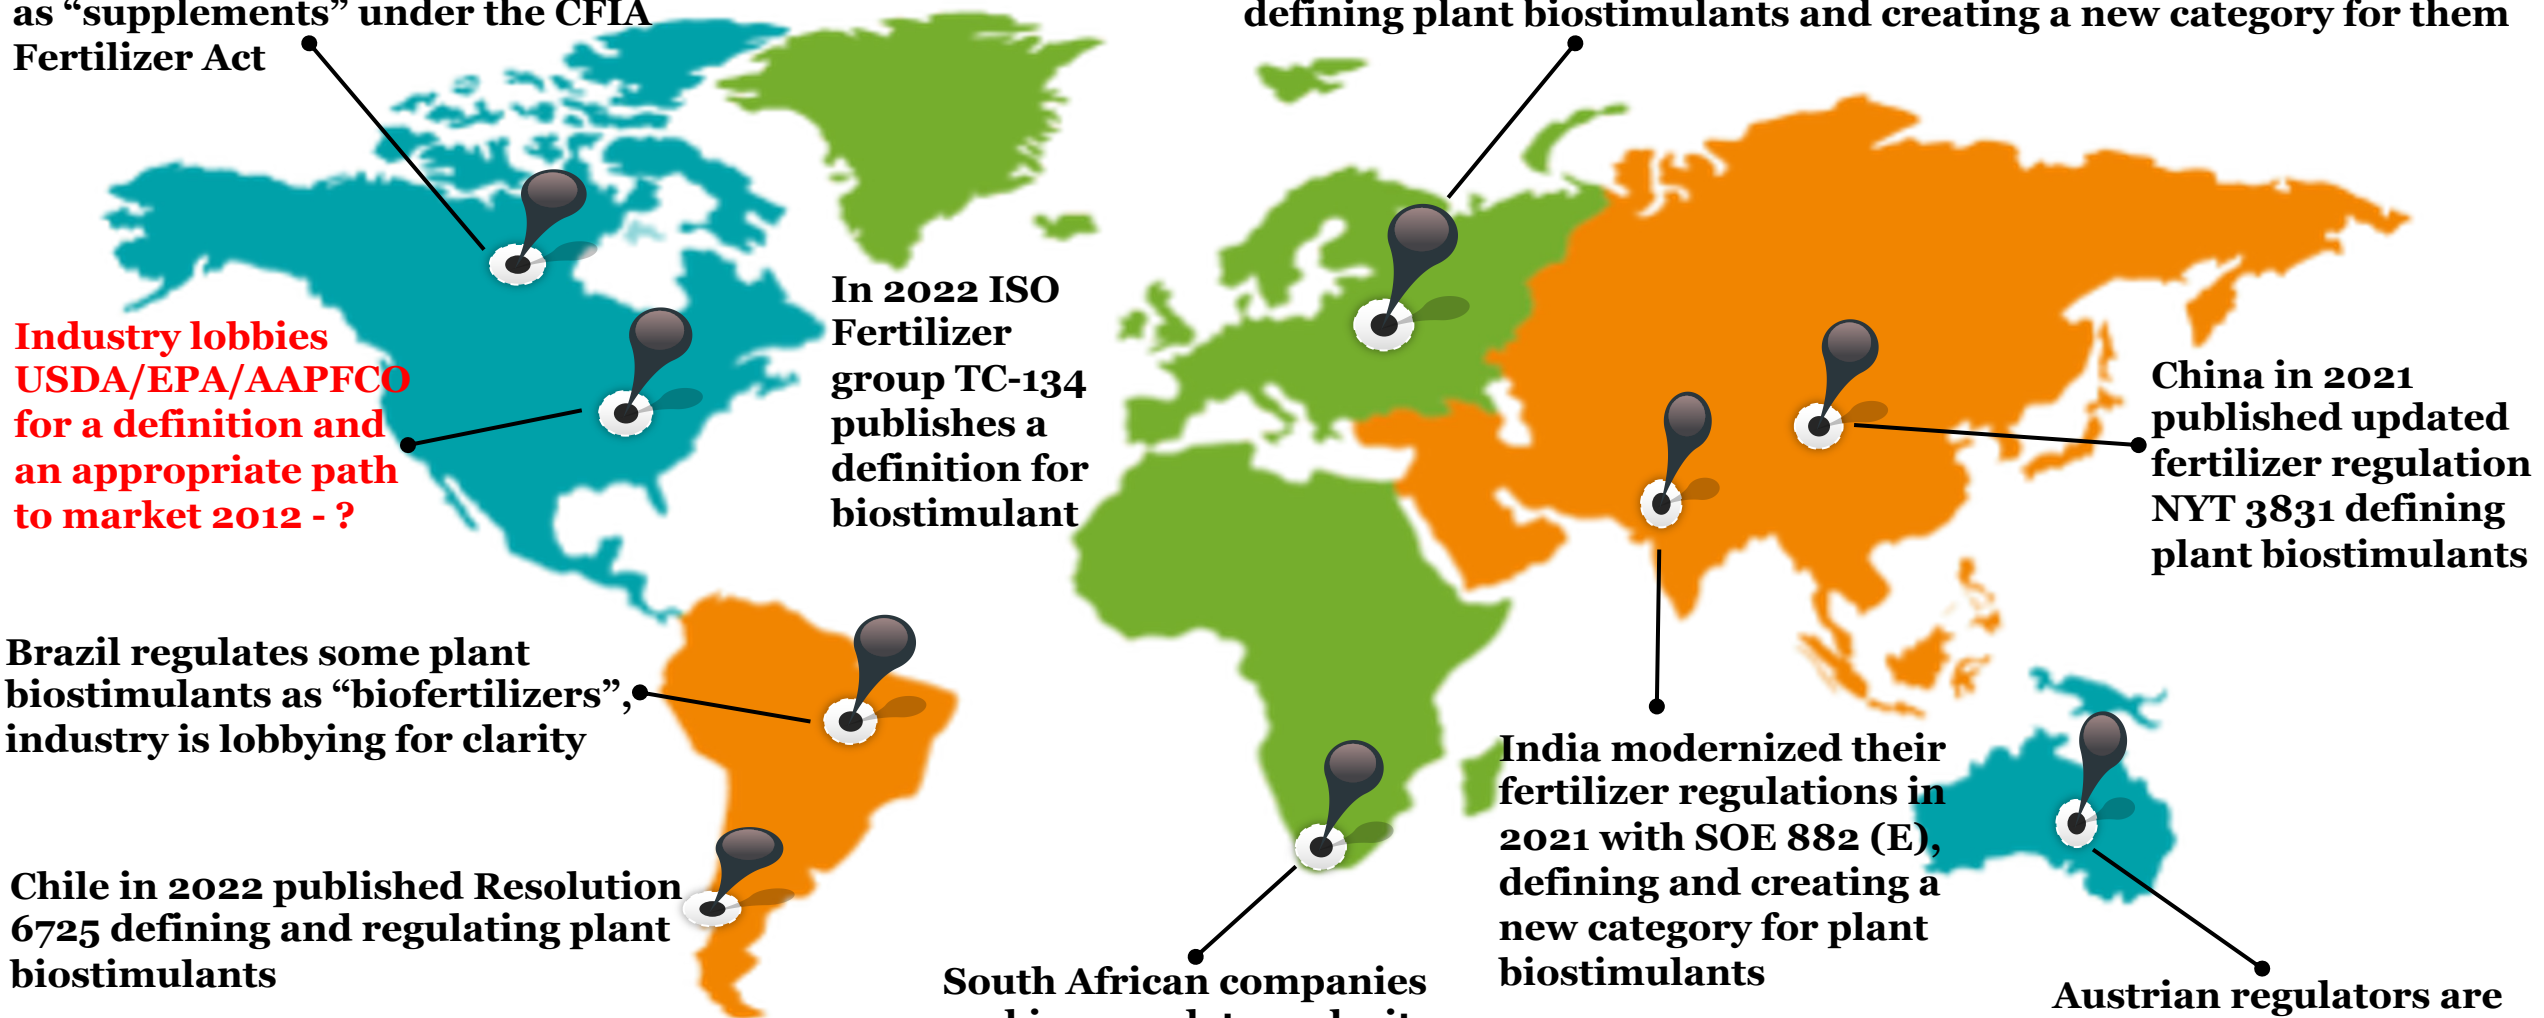 as “supplements” under the CFIA
Fertilizer Act
defining plant biostimulants and creating a new category for them
Industry lobbies
USDA/EPA/AAPFCO
for a definition and
an appropriate path
to market 2012 - ?
In 2022 ISO
Fertilizer
group TC-134
publishes a
definition for
biostimulant
China in 2021
published updated
fertilizer regulation
NYT 3831 defining
plant biostimulants
Brazil regulates some plant
biostimulants as “biofertilizers”,
industry is lobbying for clarity
Chile in 2022 published Resolution
6725 defining and regulating plant
biostimulants
South African companies
India modernized their
fertilizer regulations in
2021 with SOE 882 (E),
defining and creating a
new category for plant
biostimulants
Austrian regulators are